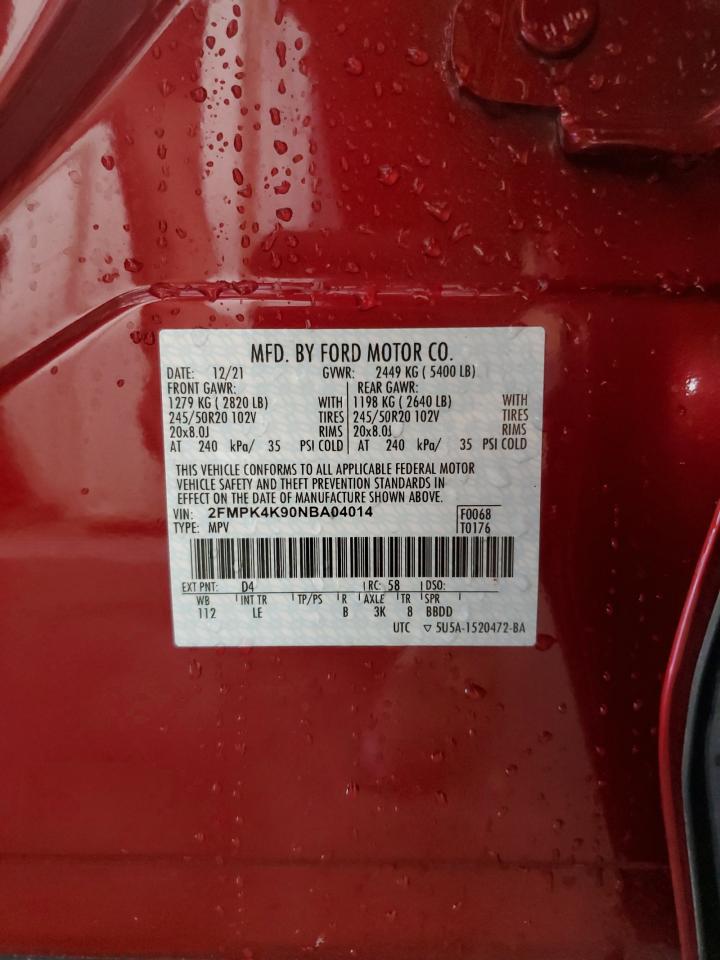 MFD. BY FORD MOTOR CO.
DATE: 12/21 GVWR: 2449 KG ( 5400 LB)
FRONT GAWR: REAR GAWR:
1279 KG ( 2820 LB) WITH 1198 KG ( 2640 LB) WITH
245/50R20 102V TIRES 245/50R20 102V TIRES
20x8.0J RIMS 20x8.0J RIMS
AT 240 kPa/ 35 PSI COLD AT 240 kPa/ 35 PSI COLD
THIS VEHICLE CONFORMS TO ALL APPLICABLE FEDERAL MOTOR
VEHICLE SAFETY AND THEFT PREVENTION STANDARDS IN
EFFECT ON THE DATE OF MANUFACTURE SHOWN ABOVE.
VIN: 2FMPK4K90NBA04014 F0068
TYPE: MPV T0176
EXT PNT: D4 RC: 58 DSO:
WB INT TR TP/PS R AXLE TR SPR
112 LE B 3K 8 BBDD
UTC ▽ 5U5A-1520472-BA